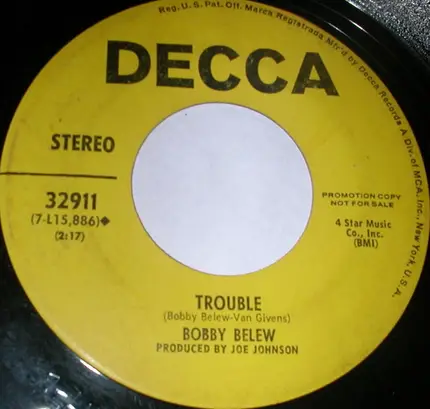 Reg. U.S. Pat. Off. Marca Registrada Mfr'd by Decca Records A Div. of MCA, Inc., New York, U.S.A.
DECCA
STEREO
32911
(7-L15,886)◆
(2:17)
PROMOTION COPY
NOT FOR SALE
4 Star Music
Co., Inc.
(BMI)
TROUBLE
(Bobby Belew-Van Givens)
BOBBY BELEW
PRODUCED BY JOE JOHNSON